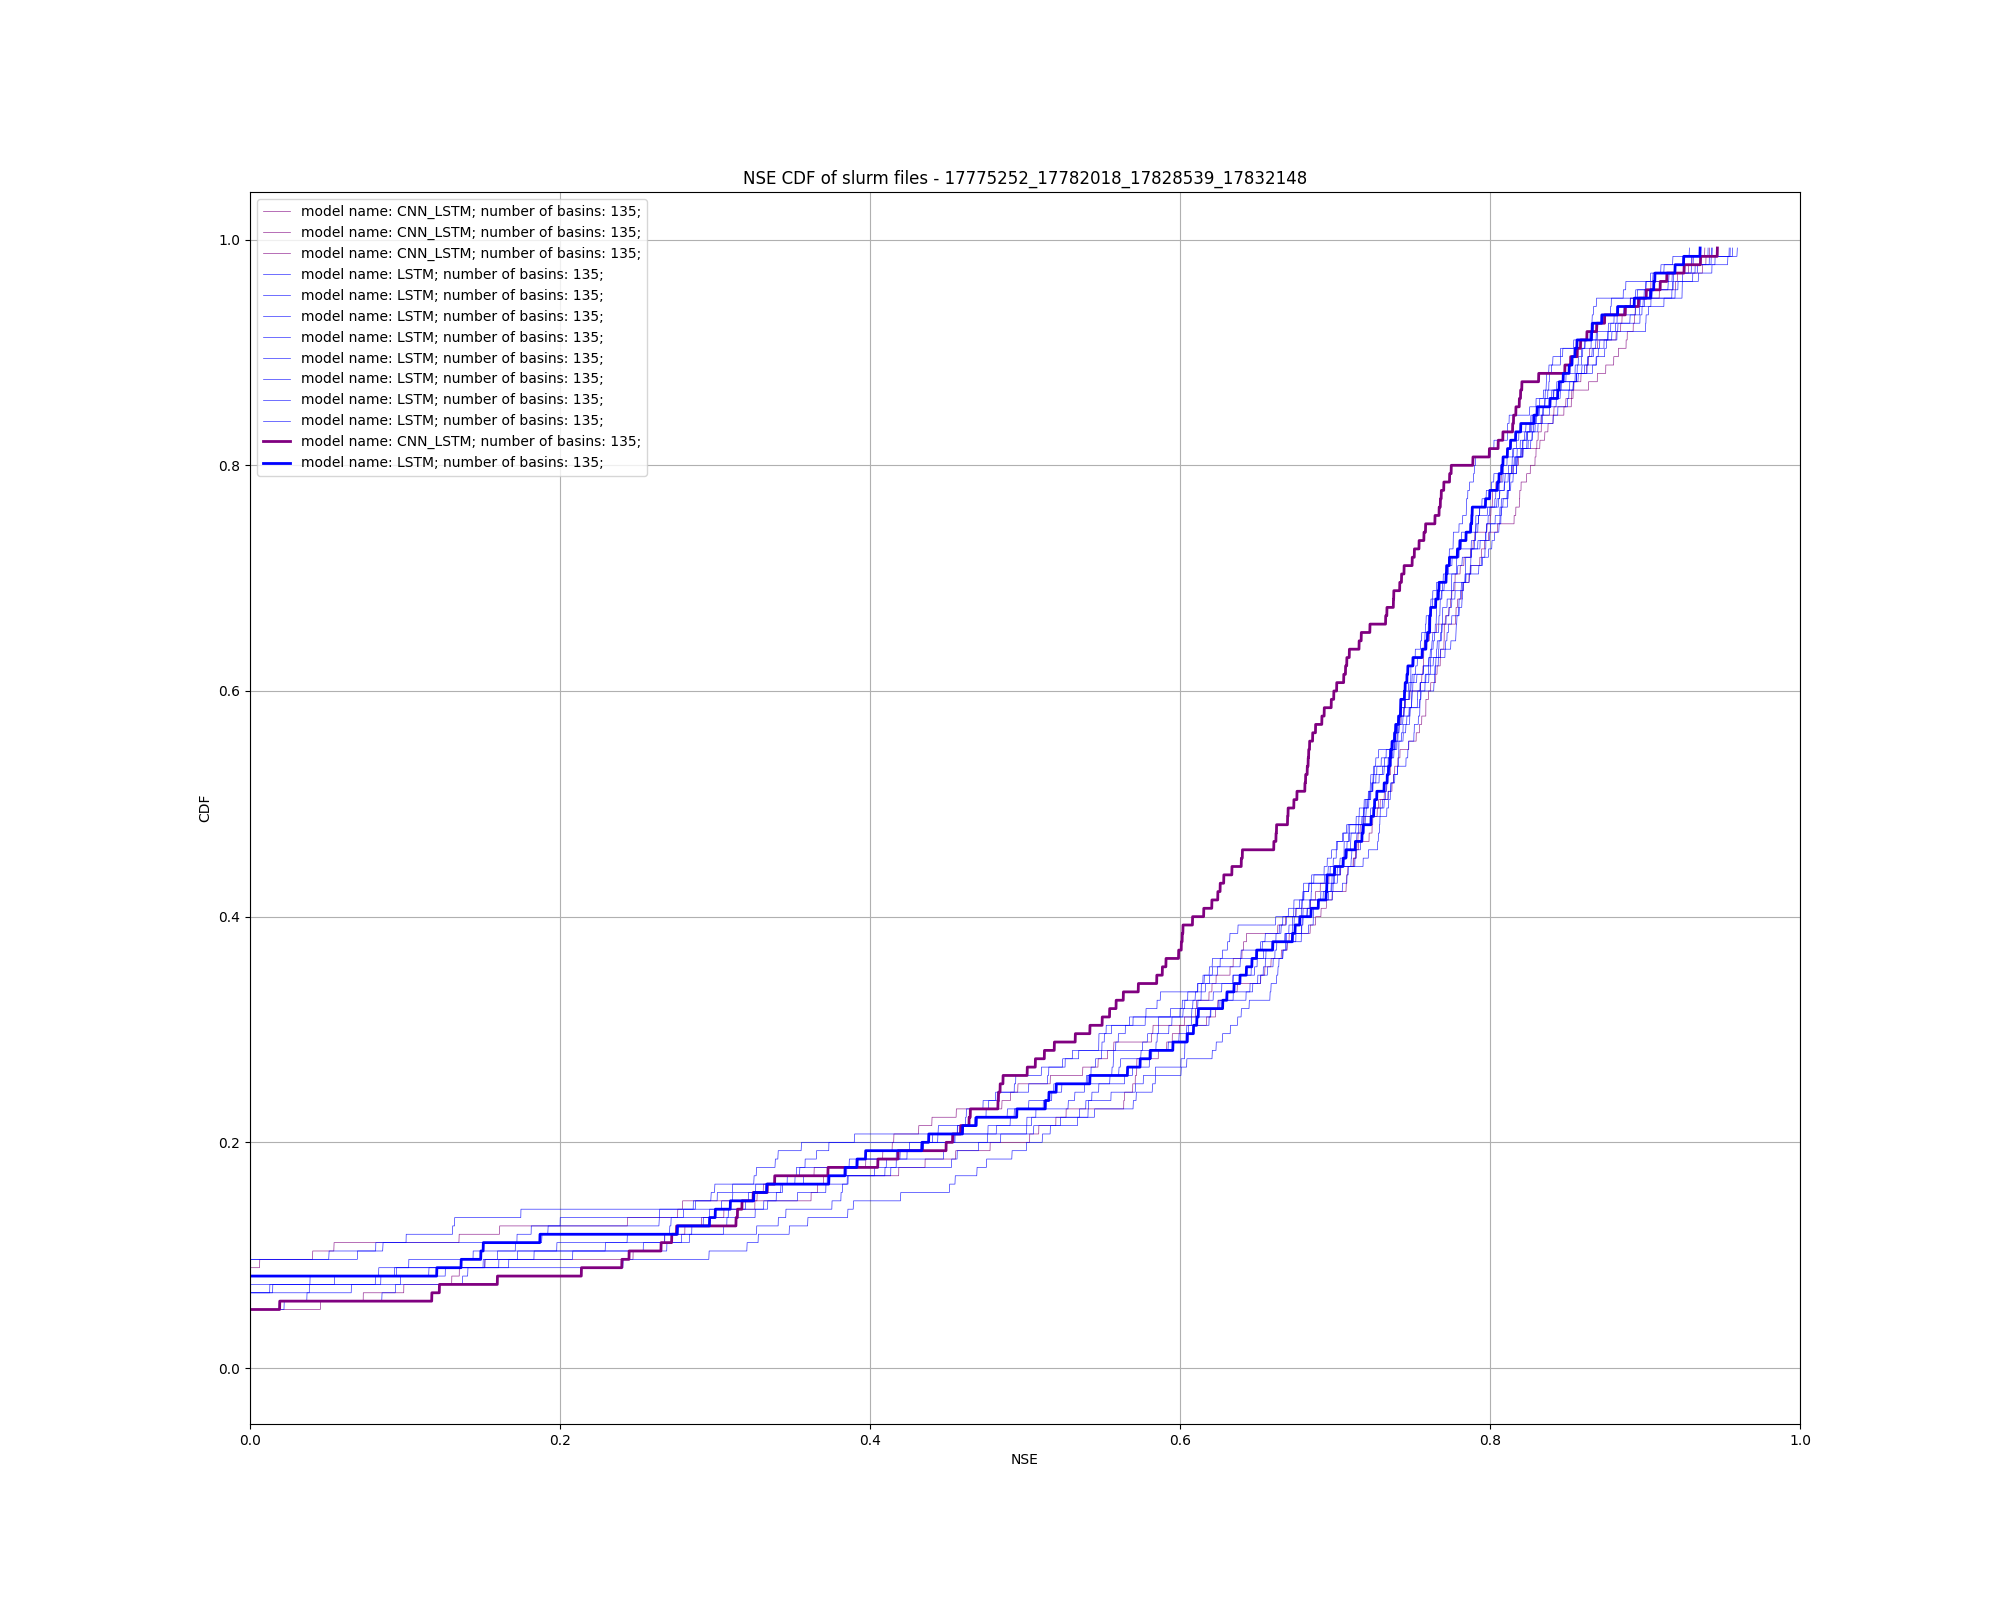 NSE CDF of slurm files - 17775252_17782018_17828539_17832148
model name: CNN_LSTM; number of basins: 135;
model name: CNN_LSTM; number of basins: 135;
model name: CNN_LSTM; number of basins: 135;
model name: LSTM; number of basins: 135;
model name: LSTM; number of basins: 135;
model name: LSTM; number of basins: 135;
model name: LSTM; number of basins: 135;
model name: LSTM; number of basins: 135;
model name: LSTM; number of basins: 135;
model name: LSTM; number of basins: 135;
model name: LSTM; number of basins: 135;
model name: CNN_LSTM; number of basins: 135;
model name: LSTM; number of basins: 135;
1.0
0.8
0.6
0.4
0.2
0.0
CDF
0.0 0.2 0.4 0.6 0.8 1.0
NSE